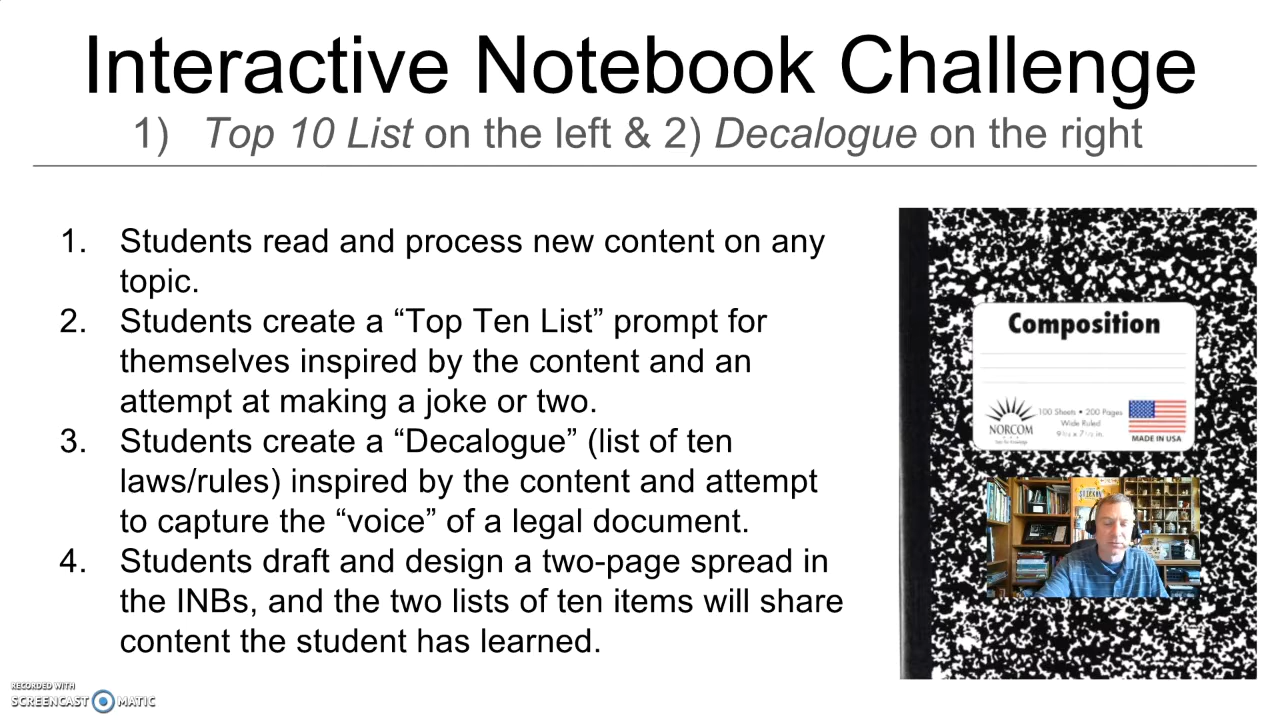 Interactive Notebook Challenge
1) Top 10 List on the left & 2) Decalogue on the right
1. Students read and process new content on any
topic.
2. Students create a “Top Ten List” prompt for
themselves inspired by the content and an
attempt at making a joke or two.
3. Students create a “Decalogue” (list of ten
laws/rules) inspired by the content and attempt
to capture the “voice” of a legal document.
4. Students draft and design a two-page spread in
the INBs, and the two lists of ten items will share
content the student has learned.
Composition
100 Sheets • 200 Pages
Wide Ruled
NORCOM
MADE IN USA
RECORDED WITH
SCREENCAST MATIC